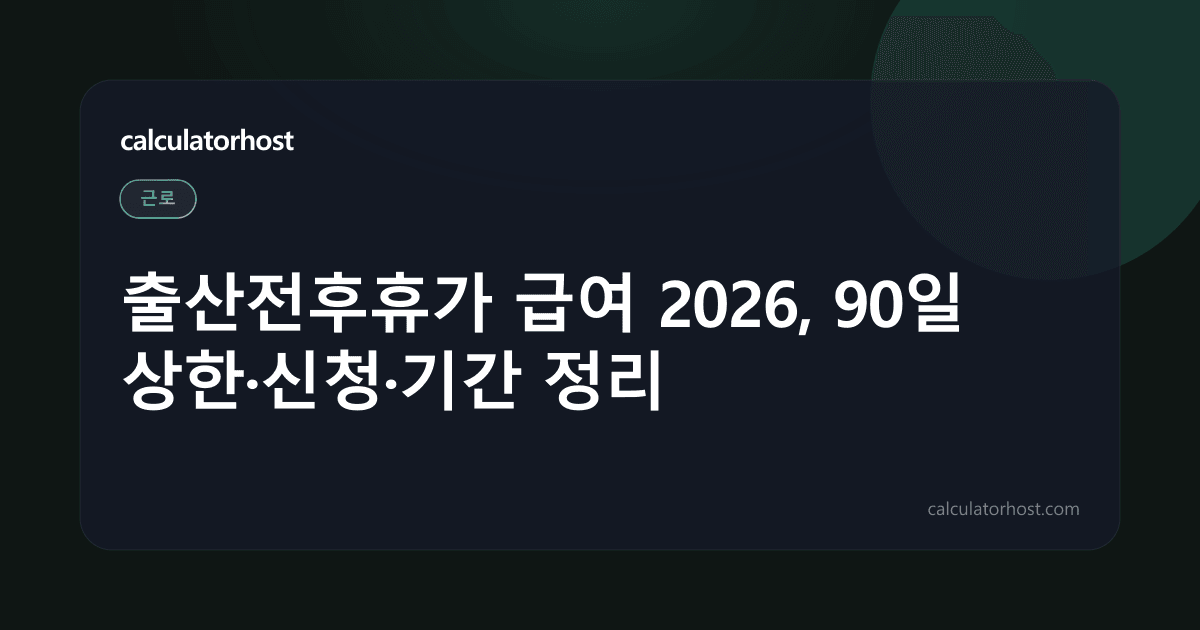 calculatorhost
근로
출산전후휴가 급여 2026, 90일
상한·신청·기간 정리
calculatorhost.com